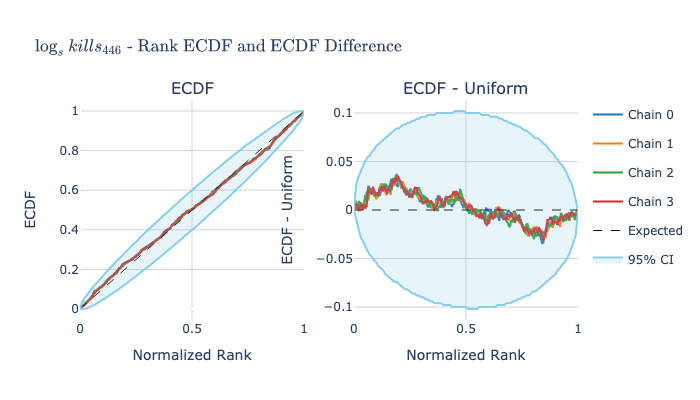 log_s kills_446 - Rank ECDF and ECDF Difference
ECDF
ECDF
1
0.8
0.6
0.4
0.2
0
0
0.5
1
Normalized Rank
ECDF - Uniform
ECDF - Uniform
0.1
0.05
0
−0.05
−0.1
0
0.5
1
Normalized Rank
Chain 0
Chain 1
Chain 2
Chain 3
Expected
95% CI